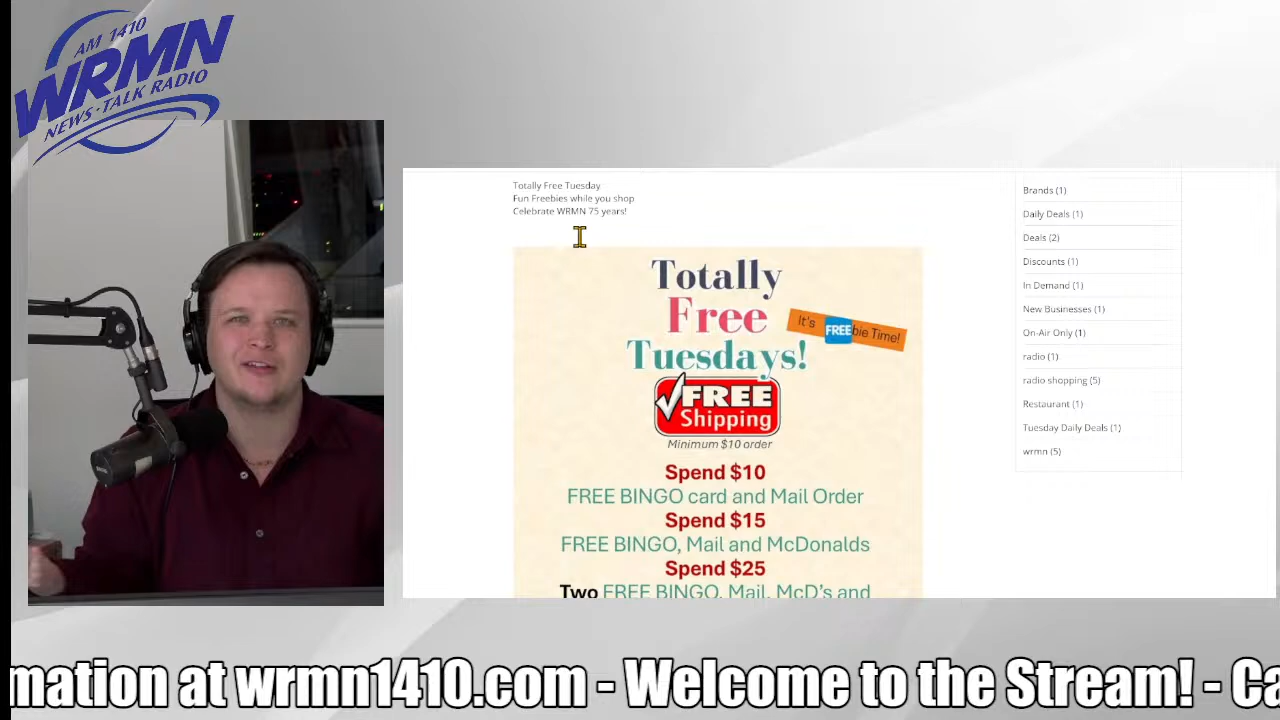 AM 1410
WRMN
NEWS·TALK RADIO
Totally Free Tuesday
Fun Freebies while you shop
Celebrate WRMN 75 years!
Totally
Free
Tuesdays!
It's FREEbie Time!
FREE
Shipping
Minimum $10 order
Spend $10
FREE BINGO card and Mail Order
Spend $15
FREE BINGO, Mail and McDonalds
Spend $25
Two FREE BINGO, Mail, McD's and
Brands (1)
Daily Deals (1)
Deals (2)
Discounts (1)
In Demand (1)
New Businesses (1)
On-Air Only (1)
radio (1)
radio shopping (5)
Restaurant (1)
Tuesday Daily Deals (1)
wrmn (5)
mation at wrmn1410.com - Welcome to the Stream! - Ca